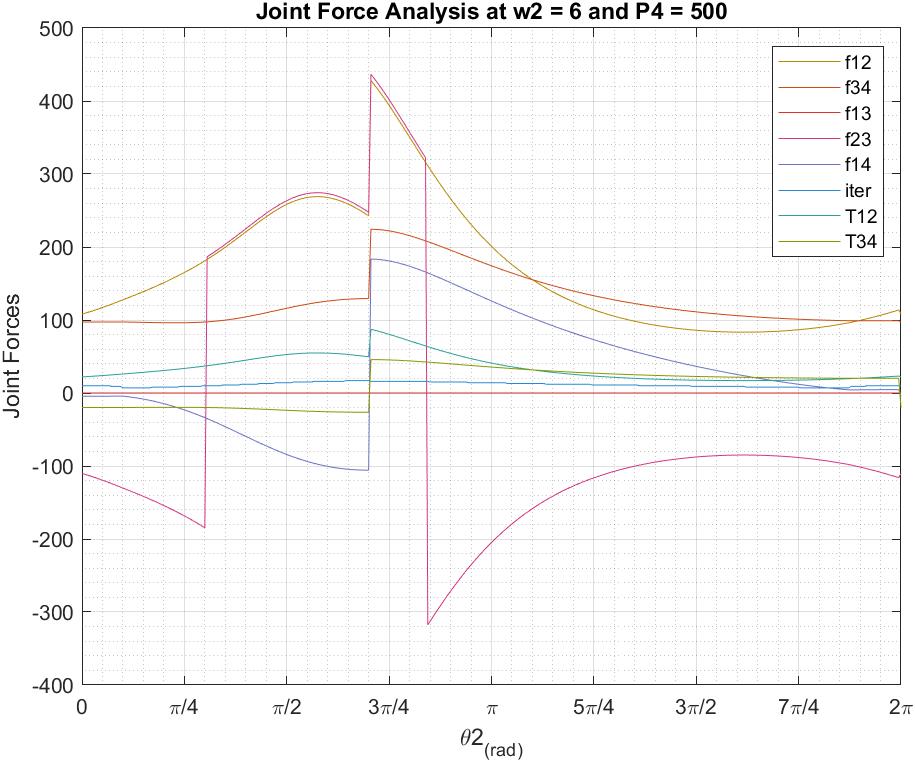 Joint Force Analysis at w2 = 6 and P4 = 500
500
400
300
200
100
0
-100
-200
-300
-400
Joint Forces
f12
f34
f13
f23
f14
iter
T12
T34
0 π/4 π/2 3π/4 π 5π/4 3π/2 7π/4 2π
θ2(rad)